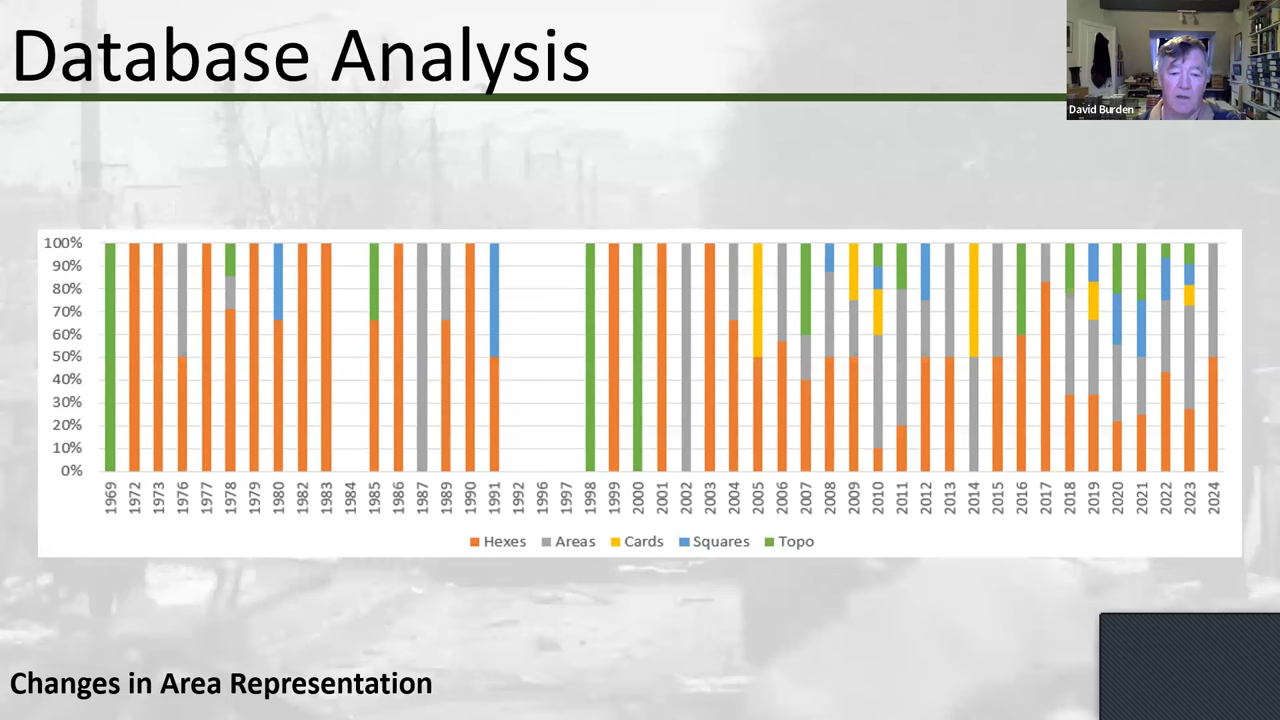 Database Analysis
David Burden
100%
90%
80%
70%
60%
50%
40%
30%
20%
10%
0%
1969 1972 1973 1976 1977 1978 1979 1980 1982 1983 1984 1985 1986 1987 1989 1990 1991 1992 1996 1997 1998 1999 2000 2001 2002 2003 2004 2005 2006 2007 2008 2009 2010 2011 2012 2013 2014 2015 2016 2017 2018 2019 2020 2021 2022 2023 2024
Hexes Areas Cards Squares Topo
Changes in Area Representation